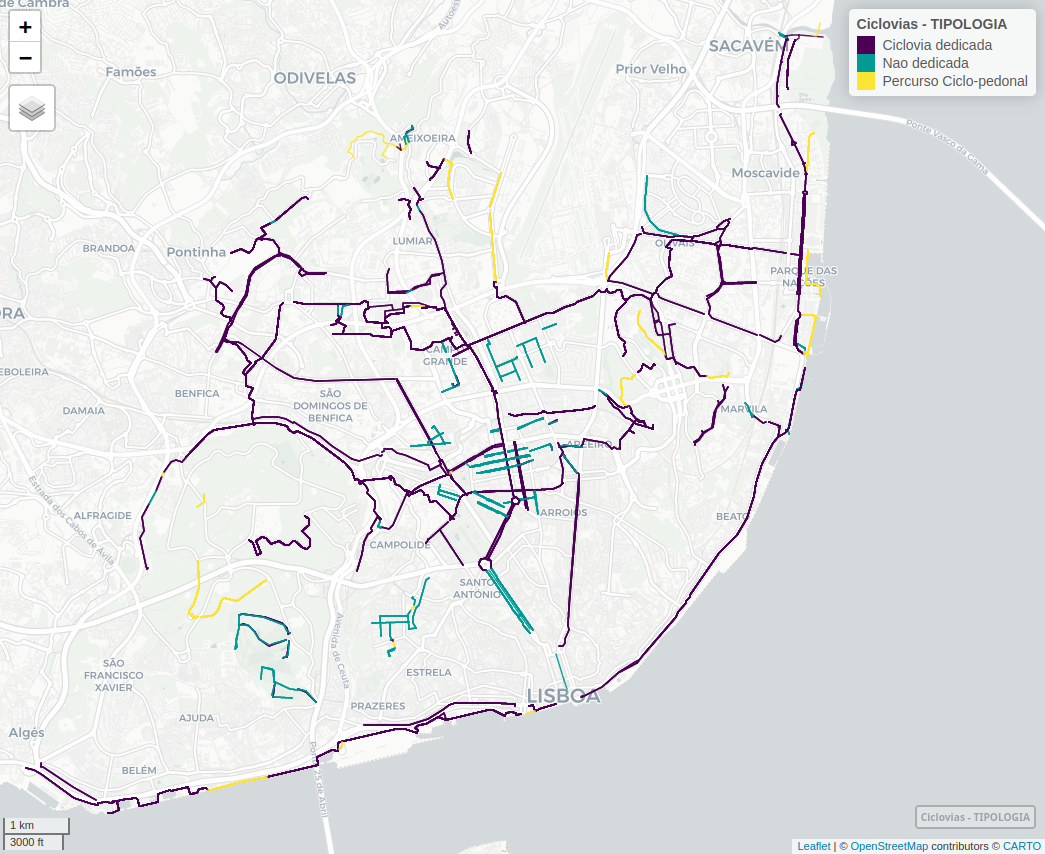 de Cambra
+
−
Famões
ODIVELAS
SACAVÉM
Prior Velho
Ciclovias - TIPOLOGIA
Ciclovia dedicada
Nao dedicada
Percurso Ciclo-pedonal
Ponte Vasco da Gama
AMEIXOEIRA
Moscavide
BRANDOA
Pontinha
LUMIAR
OLIVAIS
PARQUE DAS
NAÇÕES
ORA
CAMPO
GRANDE
EBOLEIRA
BENFICA
SÃO
DOMINGOS DE
BENFICA
DAMAIA
MARVILA
AREEIRO
Estrada dos Cabos de Ávila
ALFRAGIDE
ARROIOS
BEATO
CAMPOLIDE
SANTO
ANTÓNIO
Avenida de Ceuta
SÃO
FRANCISCO
XAVIER
ESTRELA
LISBOA
PRAZERES
AJUDA
Algés
BELÉM
Ponte 25 de Abril
1 km
3000 ft
Ciclovias - TIPOLOGIA
Leaflet | © OpenStreetMap contributors © CARTO